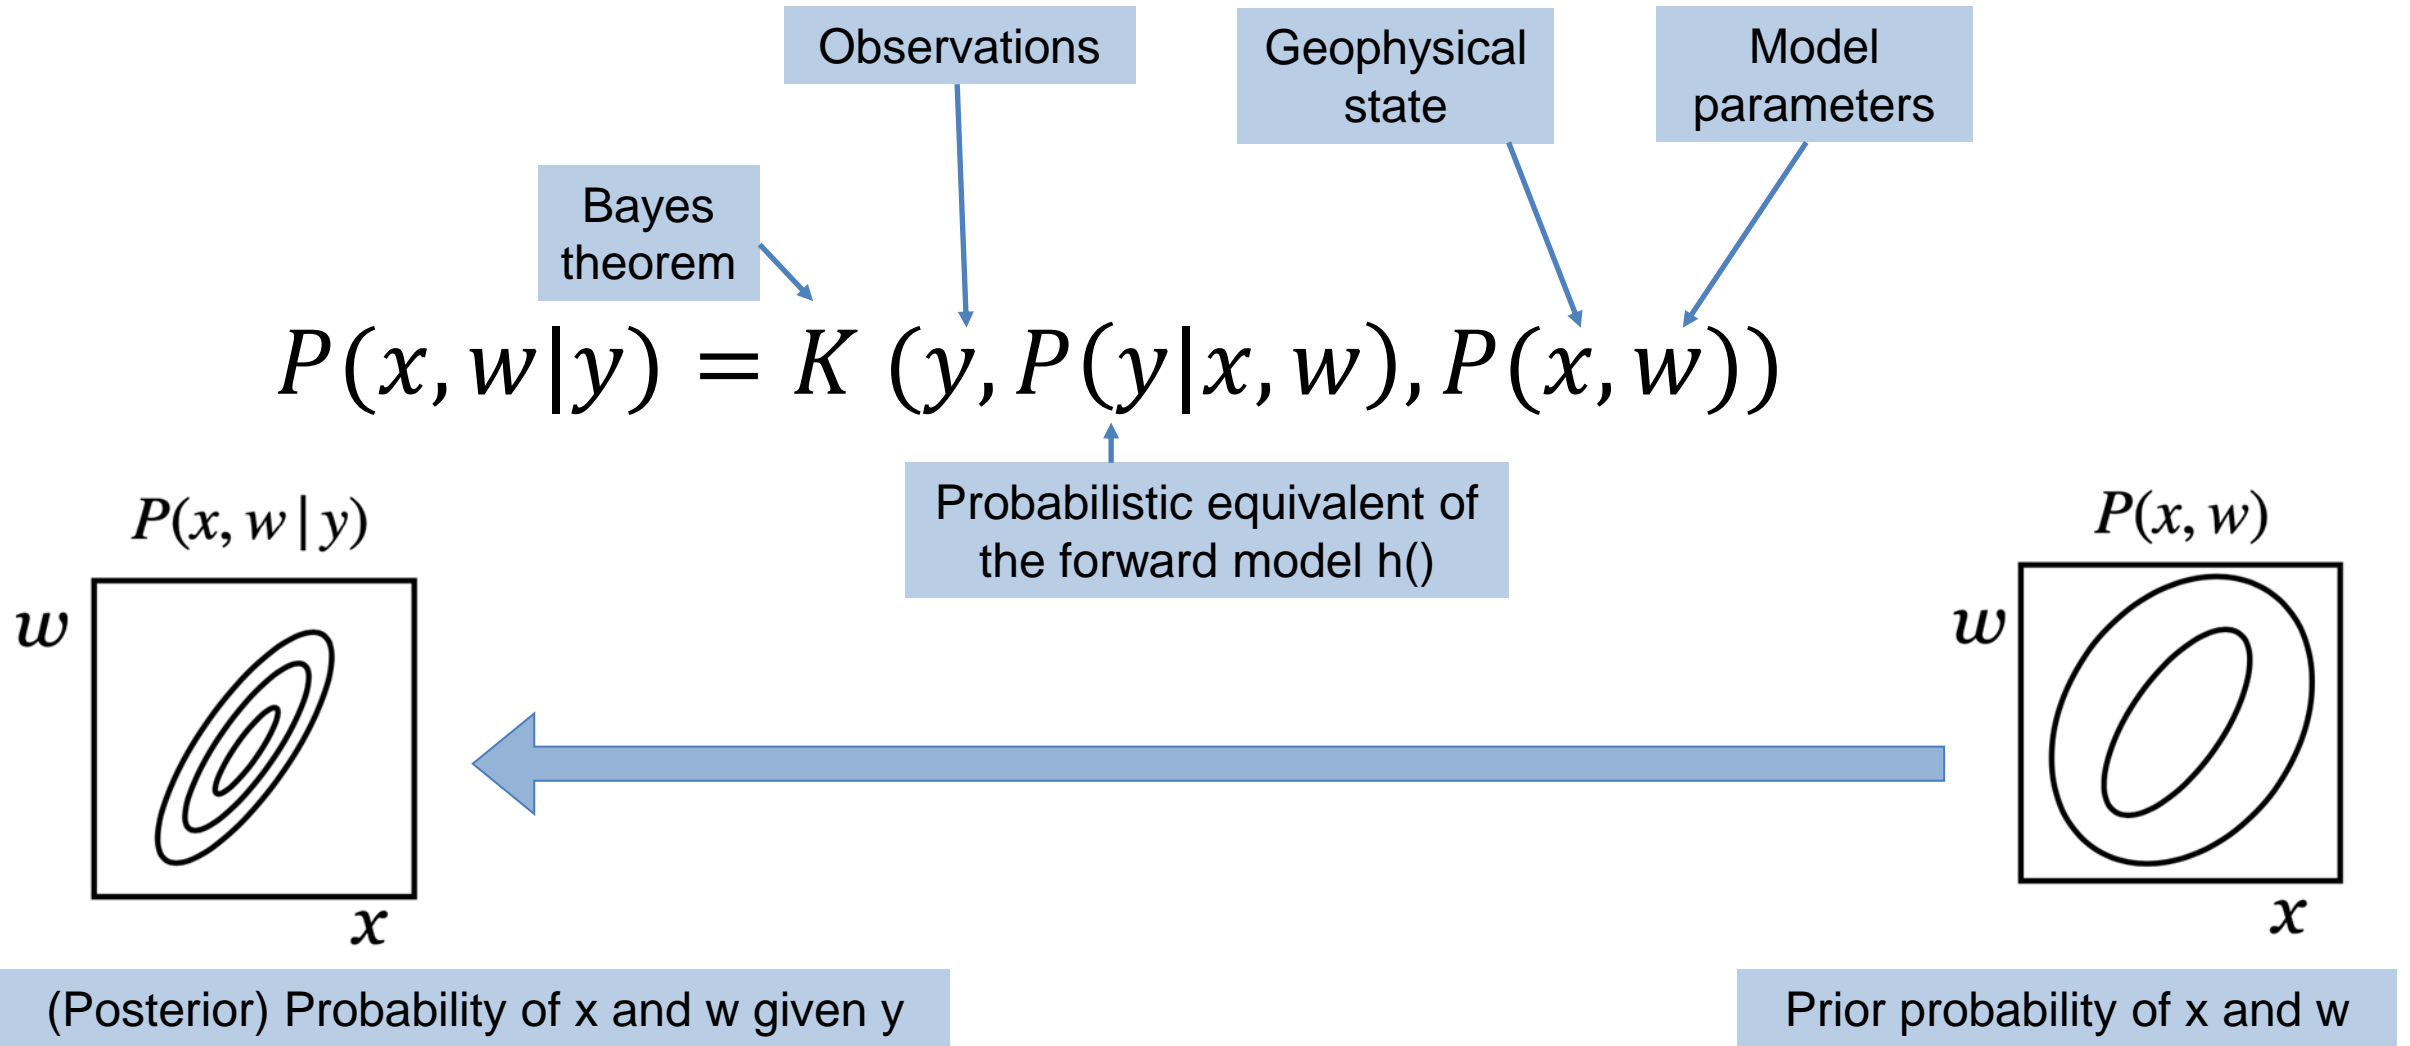 Observations
Geophysical
state
Model
parameters
Bayes
theorem
P(x, w|y) = K (y, P(y|x, w), P(x, w))
Probabilistic equivalent of
the forward model h()
P(x, w | y)
w
x
P(x, w)
w
x
(Posterior) Probability of x and w given y
Prior probability of x and w